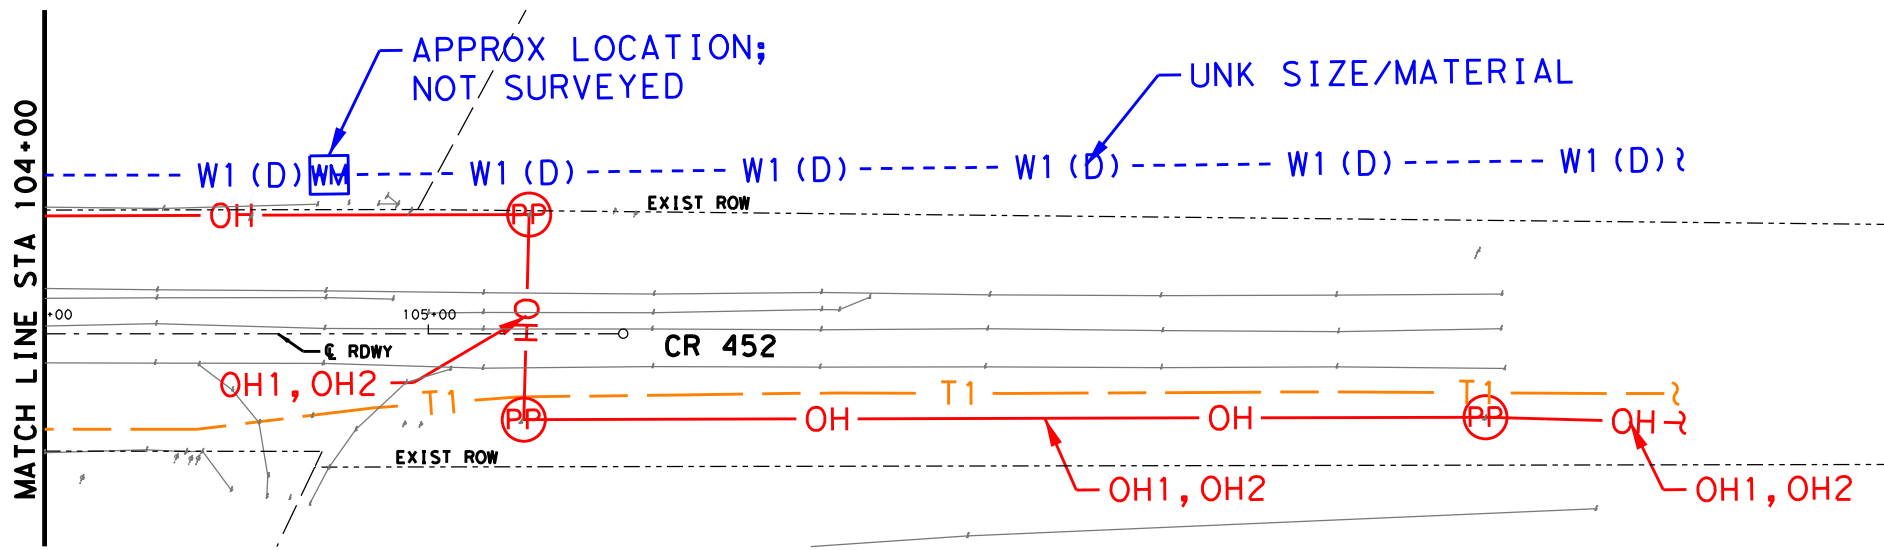 APPROX LOCATION;
NOT SURVEYED
UNK SIZE/MATERIAL
W1 (D) WM W1 (D) W1 (D) W1 (D) W1 (D) W1 (D)
EXIST ROW
OH PP
MATCH LINE STA 104+00
+00 105+00
OH
CR 452
℄ RDWY
OH1,OH2
T1 T1 T1
PP OH OH PP OH
EXIST ROW
OH1,OH2 OH1,OH2